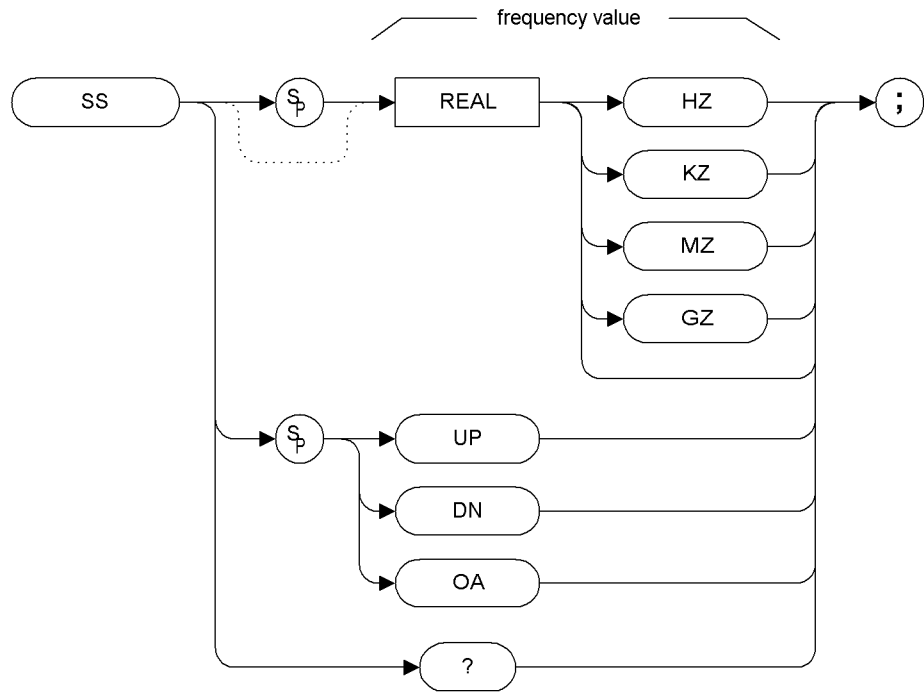 frequency value
SS
SP
REAL
HZ
;
KZ
MZ
GZ
SP
UP
DN
OA
?